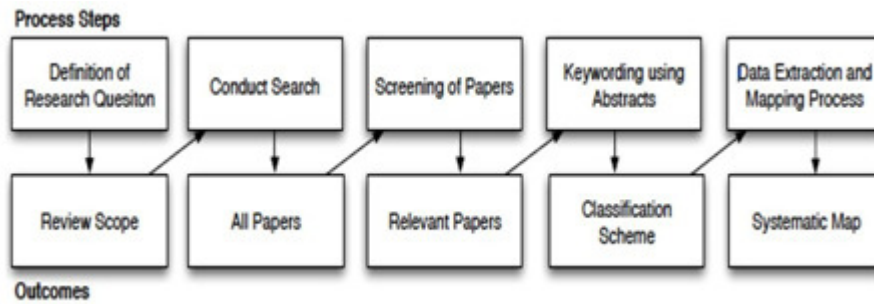 Process Steps
Definition of
Research Quesiton
Conduct Search
Screening of Papers
Keywording using
Abstracts
Data Extraction and
Mapping Process
Review Scope
All Papers
Relevant Papers
Classification
Scheme
Systematic Map
Outcomes